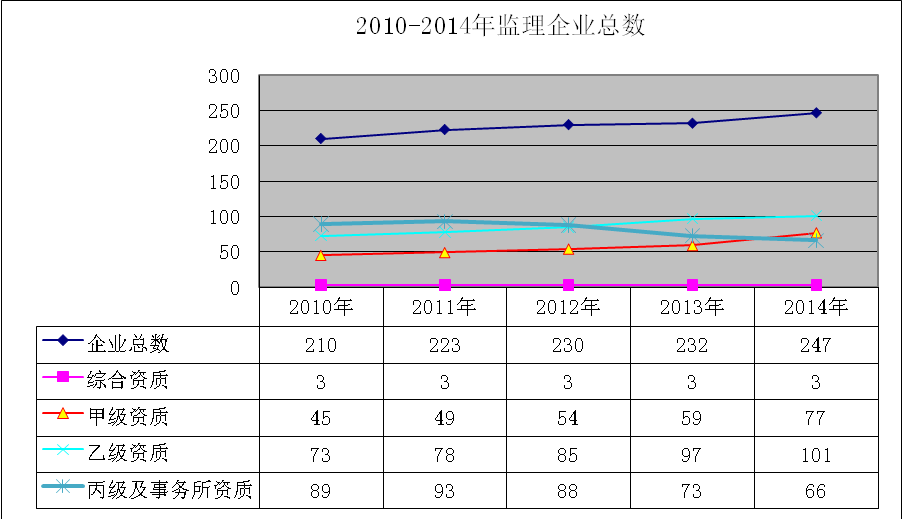 2010-2014年监理企业总数
300
250
200
150
100
50
0
2010年 2011年 2012年 2013年 2014年
企业总数 210 223 230 232 247
综合资质 3 3 3 3 3
甲级资质 45 49 54 59 77
乙级资质 73 78 85 97 101
丙级及事务所资质 89 93 88 73 66